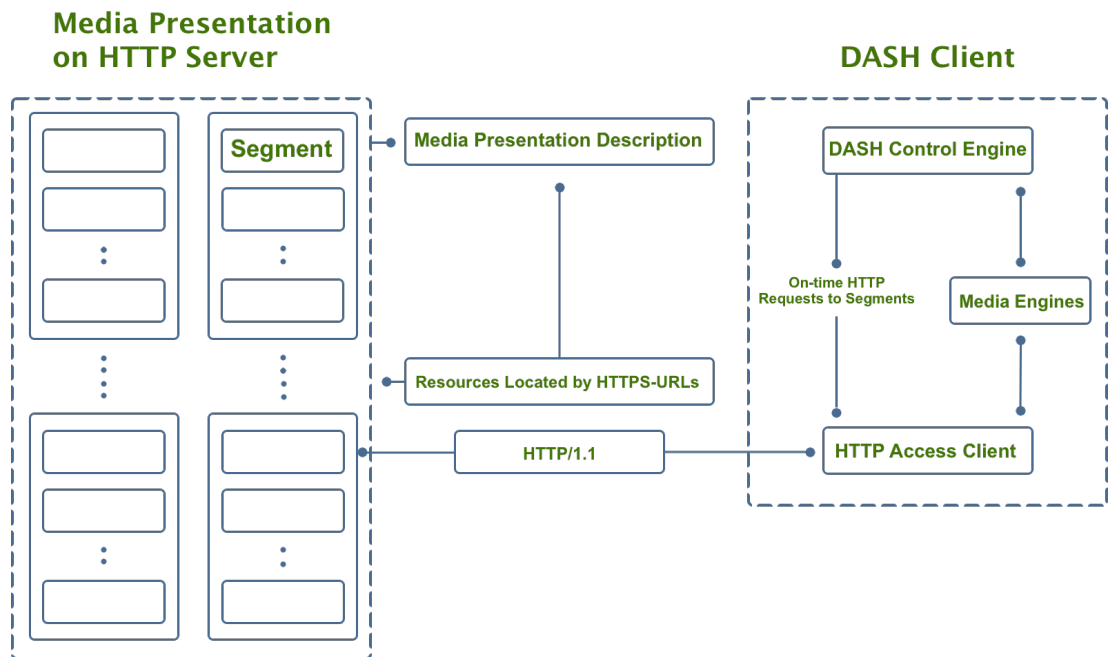 Media Presentation
on HTTP Server
DASH Client
Segment
Media Presentation Description
DASH Control Engine
On-time HTTP
Requests to Segments
Media Engines
Resources Located by HTTPS-URLs
HTTP/1.1
HTTP Access Client